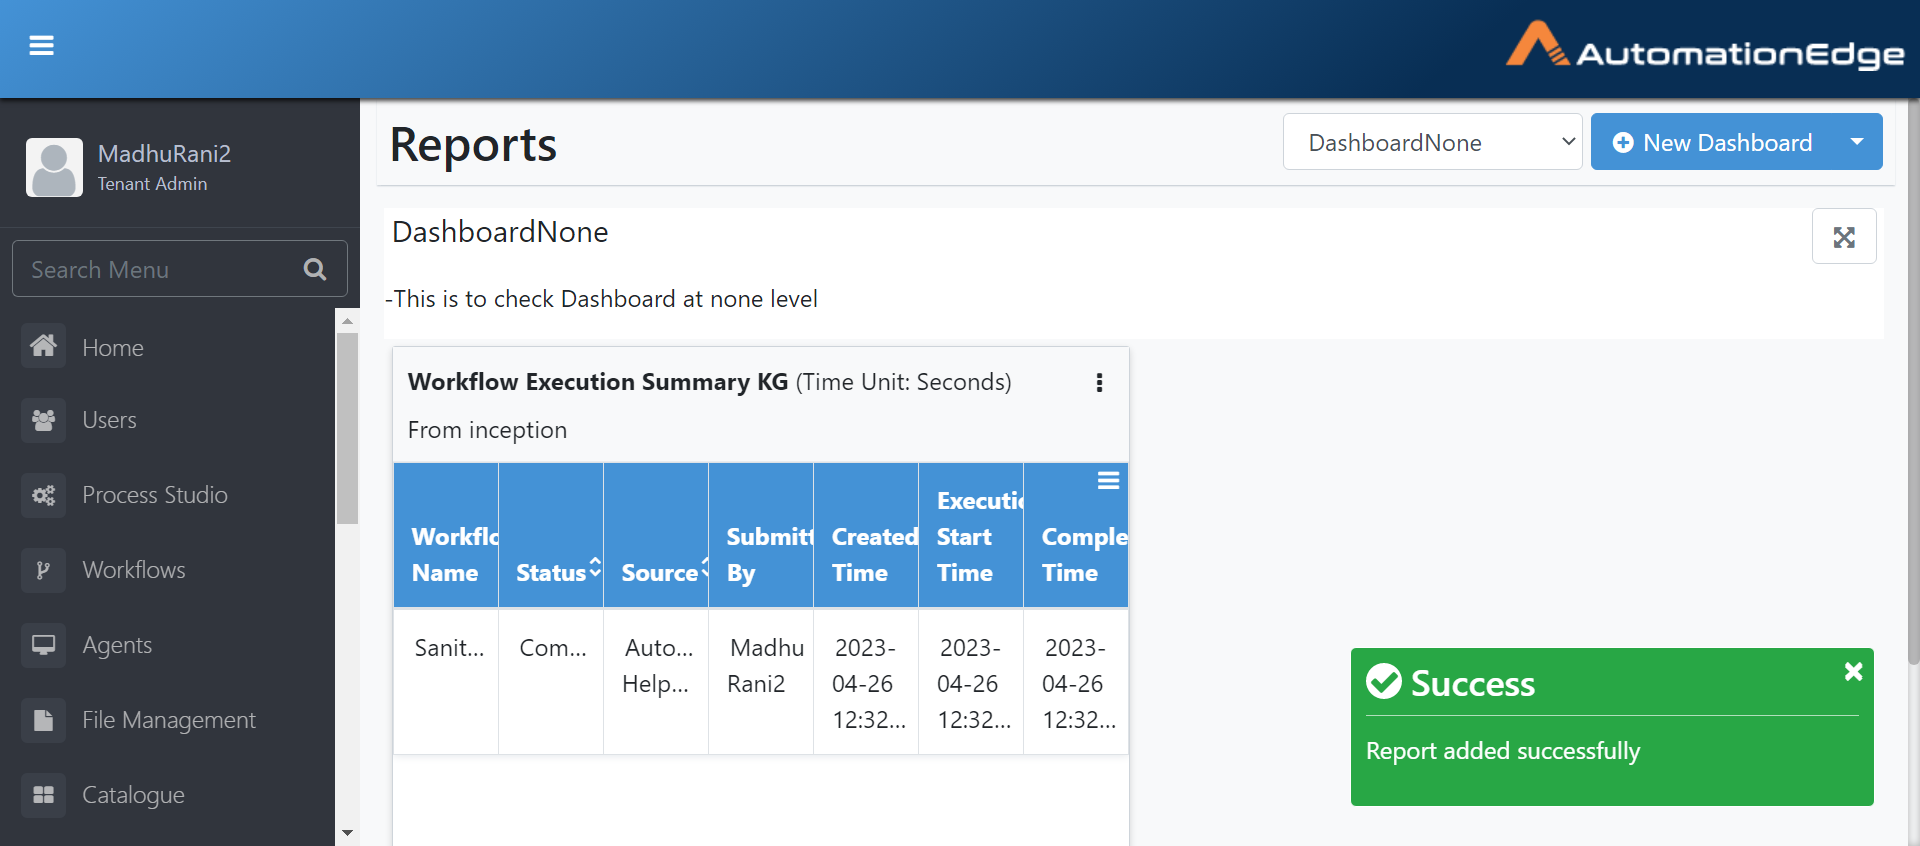 AutomationEdge
MadhuRani2
Tenant Admin
Search Menu
Home
Users
Process Studio
Workflows
Agents
File Management
Catalogue
Reports
DashboardNone
New Dashboard
DashboardNone
-This is to check Dashboard at none level
Workflow Execution Summary KG (Time Unit: Seconds)
From inception
Workflo
Name
Status
Source
Submitt
By
Created
Time
Executio
Start
Time
Comple
Time
Sanit...
Com...
Auto...
Help...
Madhu
Rani2
2023-
04-26
12:32...
2023-
04-26
12:32...
2023-
04-26
12:32...
Success
Report added successfully